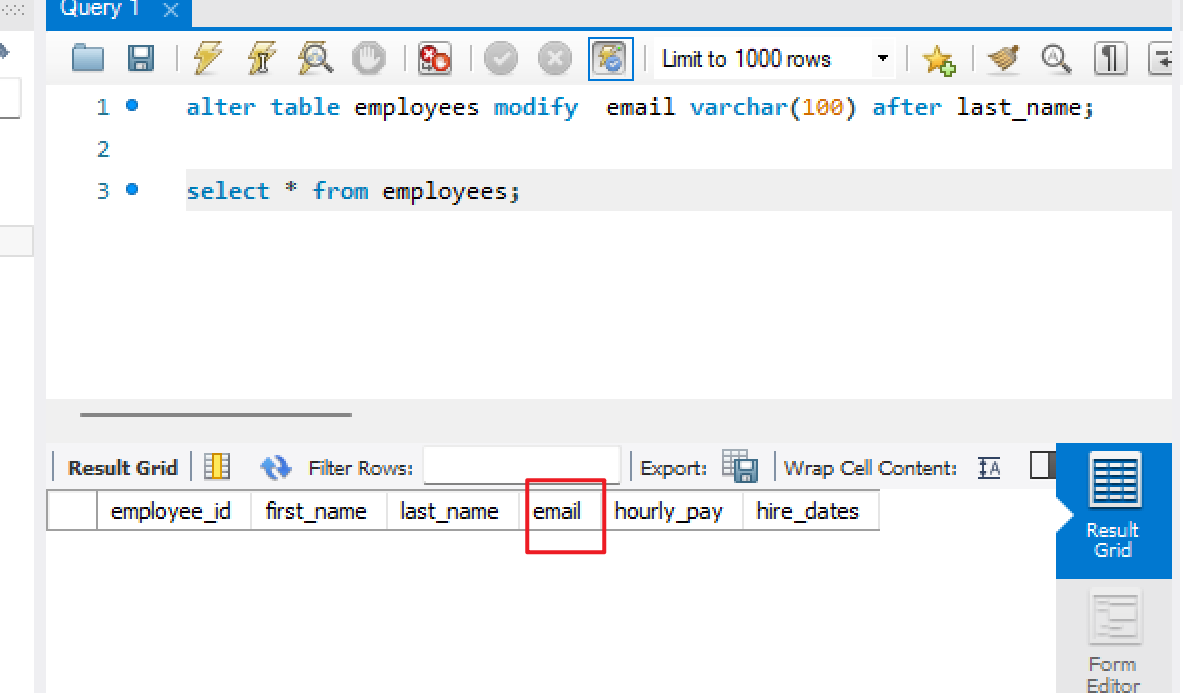 Query 1
Limit to 1000 rows
1 alter table employees modify  email varchar(100) after last_name;
2
3 select * from employees;
Result Grid Filter Rows: Export: Wrap Cell Content:
employee_id first_name last_name email hourly_pay hire_dates
Result
Grid
Form
Editor